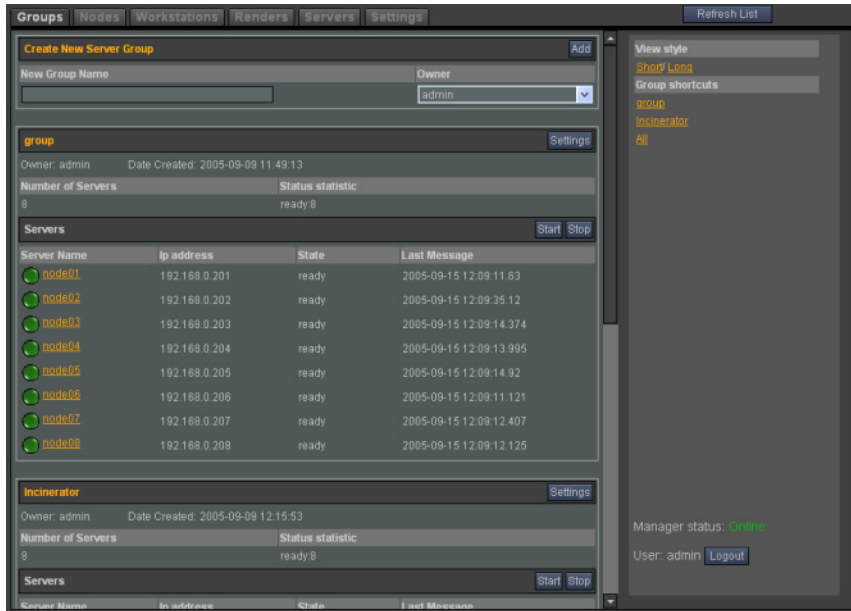 Groups Nodes Workstations Renders Servers Settings Refresh List
Create New Server Group Add
New Group Name Owner
admin
group Settings
Owner: admin Date Created: 2005-09-09 11:49:13
Number of Servers Status statistic
8 ready:8
Servers Start Stop
Server Name Ip address State Last Message
node01 192.168.0.201 ready 2005-09-15 12:09:11.63
node02 192.168.0.202 ready 2005-09-15 12:09:35.12
node03 192.168.0.203 ready 2005-09-15 12:09:14.374
node04 192.168.0.204 ready 2005-09-15 12:09:13.995
node05 192.168.0.205 ready 2005-09-15 12:09:14.92
node06 192.168.0.206 ready 2005-09-15 12:09:11.121
node07 192.168.0.207 ready 2005-09-15 12:09:12.407
node08 192.168.0.208 ready 2005-09-15 12:09:12.125
Incinerator Settings
Owner: admin Date Created: 2005-09-09 12:15:53
Number of Servers Status statistic
8 ready:8
Servers Start Stop
Server Name Ip address State Last Message
View style
Short/ Long
Group shortcuts
group
Incinerator
All
Manager status: Online
User: admin Logout